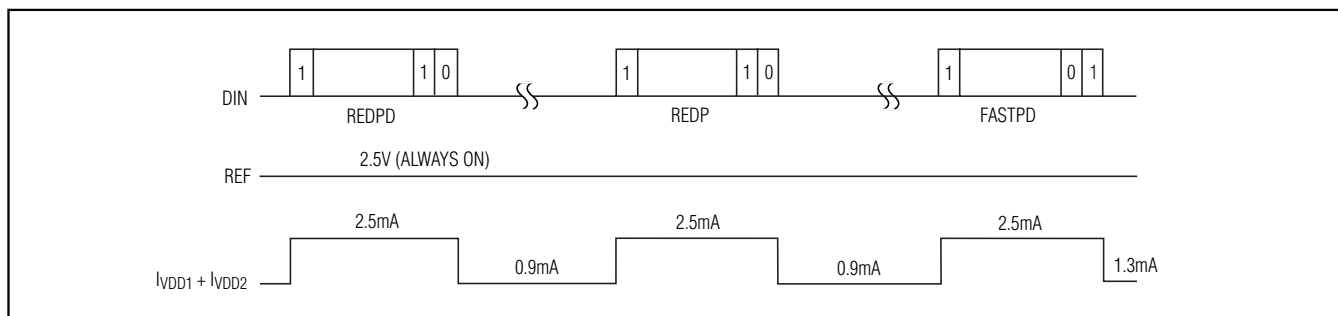 1 1 0 1 1 0 1 0 1
DIN
REDPD REDP FASTPD
2.5V (ALWAYS ON)
REF
2.5mA 2.5mA 2.5mA
0.9mA 0.9mA 1.3mA
IVDD1 + IVDD2